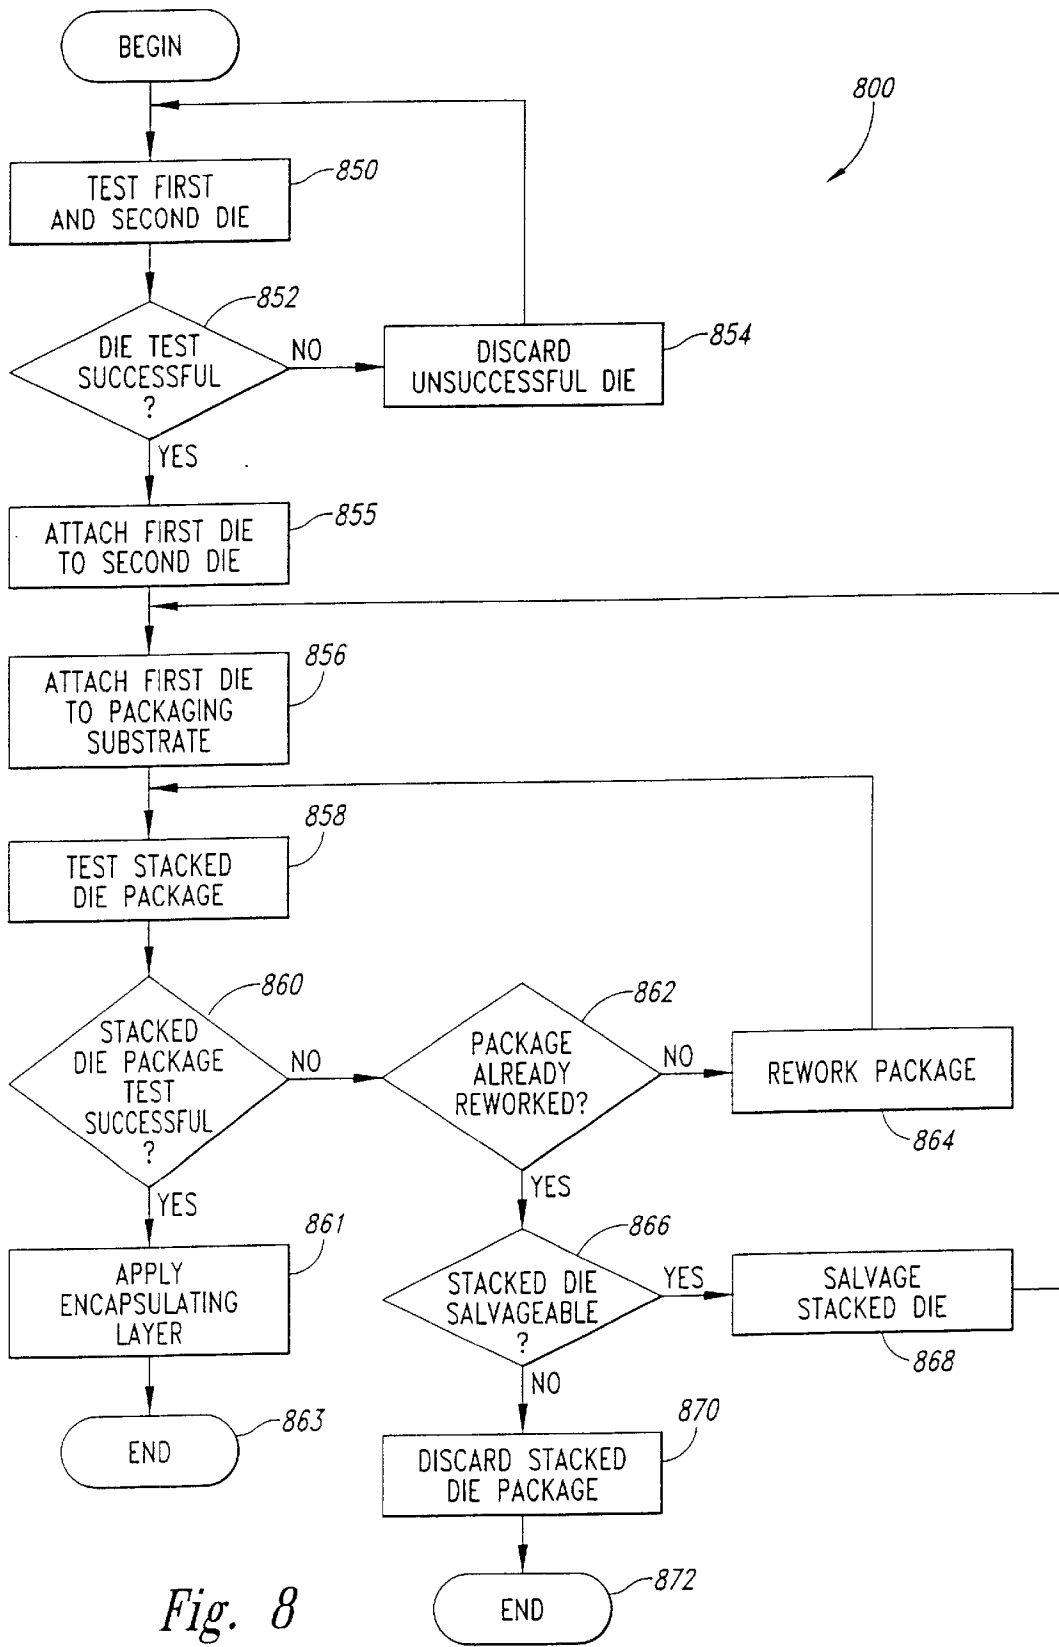 BEGIN
800
TEST FIRST
AND SECOND DIE
850
DIE TEST
SUCCESSFUL
?
852
NO
DISCARD
UNSUCCESSFUL DIE
854
YES
ATTACH FIRST DIE
TO SECOND DIE
855
ATTACH FIRST DIE
TO PACKAGING
SUBSTRATE
856
TEST STACKED
DIE PACKAGE
858
STACKED
DIE PACKAGE
TEST
SUCCESSFUL
?
860
NO
PACKAGE
ALREADY
REWORKED?
862
NO
REWORK PACKAGE
864
YES
YES
APPLY
ENCAPSULATING
LAYER
861
STACKED DIE
SALVAGEABLE
?
866
YES
SALVAGE
STACKED DIE
868
NO
END
863
DISCARD STACKED
DIE PACKAGE
870
END
872
Fig. 8